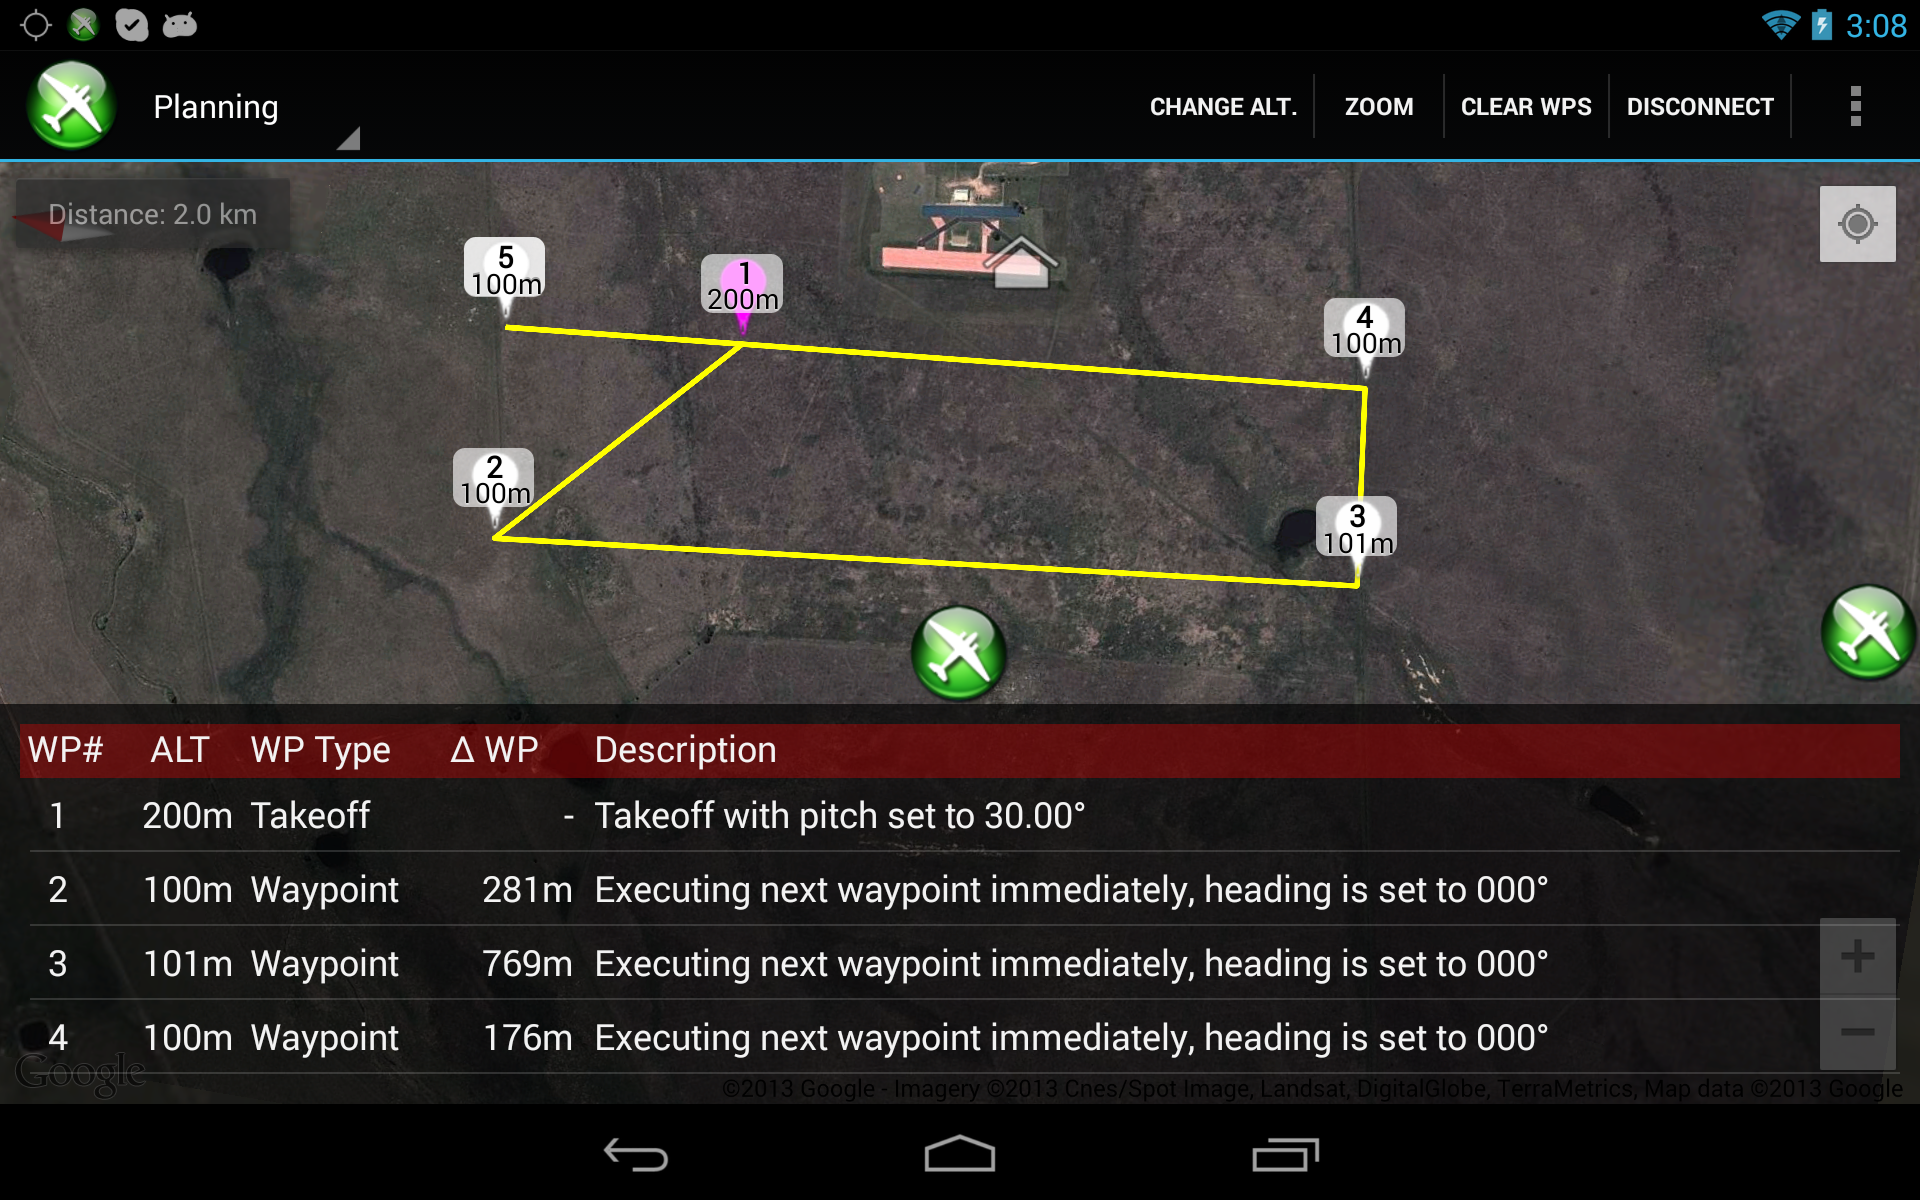 3:08
Planning
CHANGE ALT. ZOOM CLEAR WPS DISCONNECT
Distance: 2.0 km
5
100m
1
200m
4
100m
2
100m
3
101m
WP# ALT WP Type Δ WP Description
1 200m Takeoff - Takeoff with pitch set to 30.00°
2 100m Waypoint 281m Executing next waypoint immediately, heading is set to 000°
3 101m Waypoint 769m Executing next waypoint immediately, heading is set to 000°
4 100m Waypoint 176m Executing next waypoint immediately, heading is set to 000°
Google
©2013 Google - Imagery ©2013 Cnes/Spot Image, Landsat, DigitalGlobe, TerraMetrics, Map data ©2013 Google